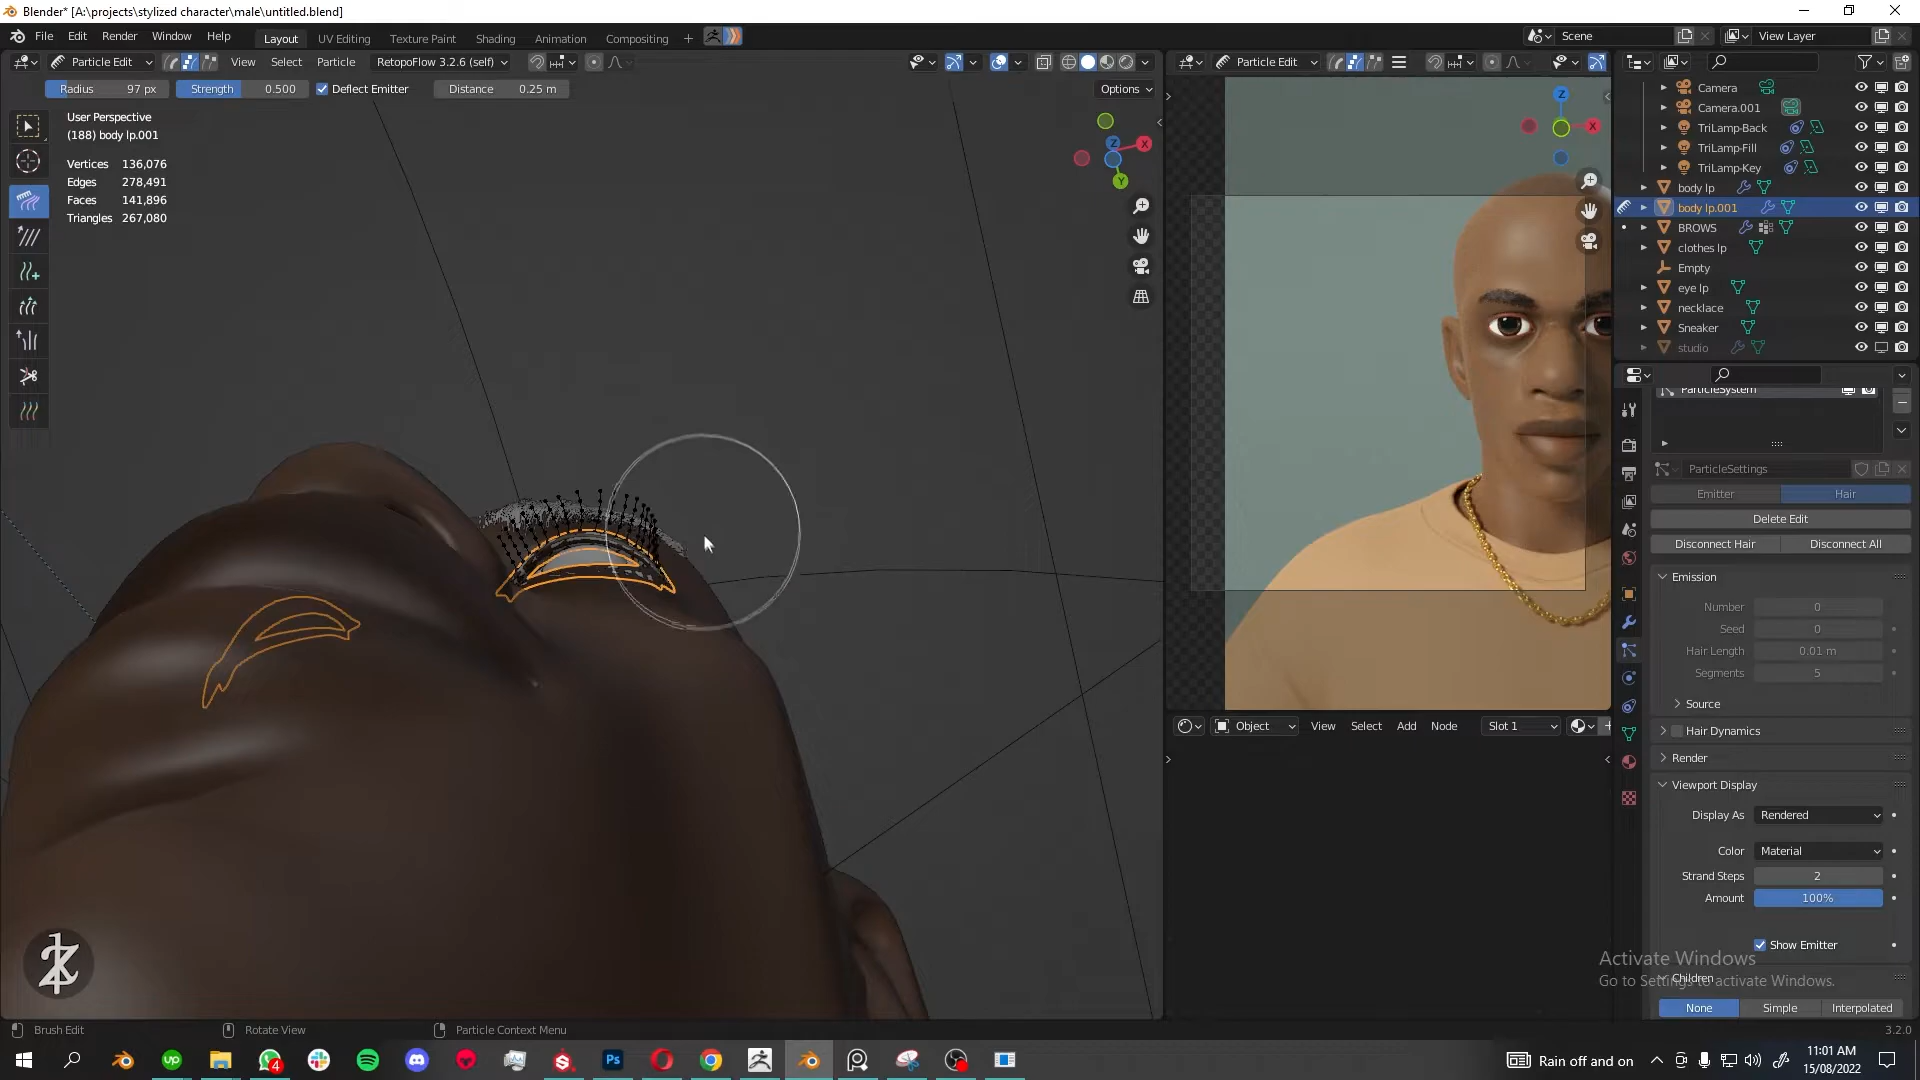 Blender* [A:\projects\stylized character\male\untitled.blend]
File Edit Render Window Help
Layout UV Editing Texture Paint Shading Animation Compositing
Scene
View Layer
Particle Edit View Select Particle RetopoFlow 3.2.6 (self)
Particle Edit
Radius 97 px Strength 0.500 Deflect Emitter Distance 0.25 m
Options
User Perspective
(188) body lp.001
Vertices 136,076
Edges 278,491
Faces 141,896
Triangles 267,080
X
Z
Y
Z
X
Camera
Camera.001
TriLamp-Back
TriLamp-Fill
TriLamp-Key
body lp
body lp.001
BROWS
clothes lp
Empty
eye lp
necklace
Sneaker
studio
ParticleSystem
ParticleSettings
Emitter Hair
Delete Edit
Disconnect Hair Disconnect All
Emission
Number 0
Seed 0
Hair Length 0.01 m
Segments 5
Source
Hair Dynamics
Render
Viewport Display
Display As Rendered
Color Material
Strand Steps 2
Amount 100%
Show Emitter
Children
None Simple Interpolated
Object View Select Add Node Slot 1
Activate Windows
Go to Settings to activate Windows.
Brush Edit Rotate View Particle Context Menu
3.2.0
up
4
Ps
Rain off and on
11:01 AM
15/08/2022